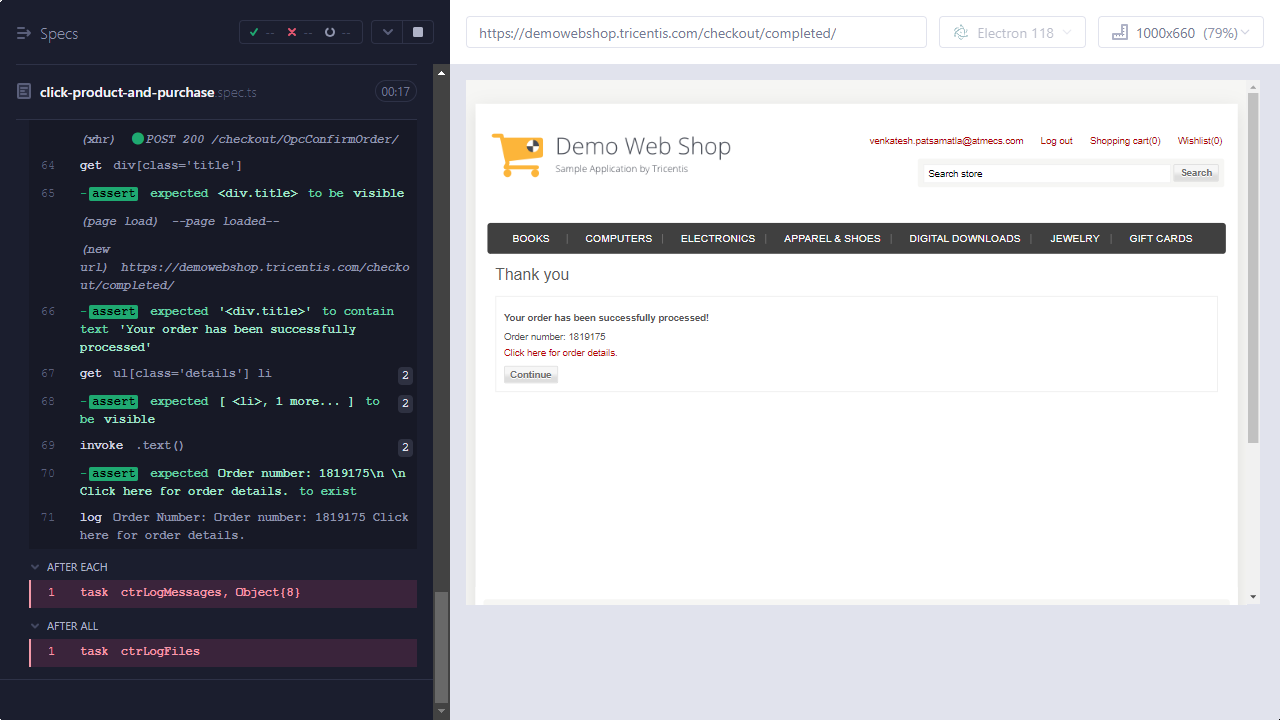 Specs
--
--
--
https://demowebshop.tricentis.com/checkout/completed/
Electron 118
1000x660 (79%)
click-product-and-purchase.spec.ts
00:17
(xhr) POST 200 /checkout/OpcConfirmOrder/
64 get div[class='title']
65 -assert expected <div.title> to be visible
(page load) --page loaded--
(new
url) https://demowebshop.tricentis.com/checko
ut/completed/
66 -assert expected '<div.title>' to contain
text 'Your order has been successfully
processed'
67 get ul[class='details'] li 2
68 -assert expected [ <li>, 1 more... ] to 2
be visible
69 invoke .text() 2
70 -assert expected Order number: 1819175\n \n
Click here for order details. to exist
71 log Order Number: Order number: 1819175 Click
here for order details.
AFTER EACH
1 task ctrLogMessages, Object{8}
AFTER ALL
1 task ctrLogFiles
Demo Web Shop
Sample Application by Tricentis
venkatesh.patsamatla@atmecs.com Log out Shopping cart(0) Wishlist(0)
Search store Search
BOOKS | COMPUTERS | ELECTRONICS | APPAREL & SHOES | DIGITAL DOWNLOADS | JEWELRY | GIFT CARDS
Thank you
Your order has been successfully processed!
Order number: 1819175
Click here for order details.
Continue